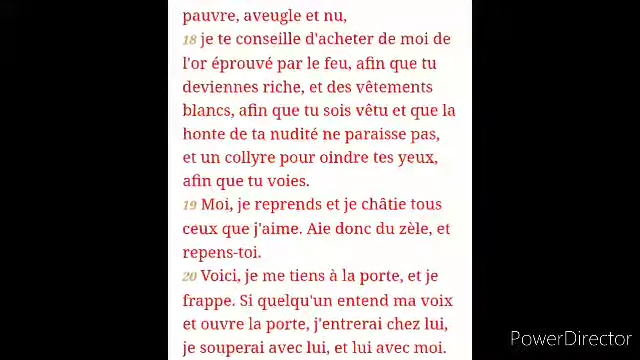 pauvre, aveugle et nu,
18 je te conseille d'acheter de moi de
l'or éprouvé par le feu, afin que tu
deviennes riche, et des vêtements
blancs, afin que tu sois vêtu et que la
honte de ta nudité ne paraisse pas,
et un collyre pour oindre tes yeux,
afin que tu voies.
19 Moi, je reprends et je châtie tous
ceux que j'aime. Aie donc du zèle, et
repens-toi.
20 Voici, je me tiens à la porte, et je
frappe. Si quelqu'un entend ma voix
et ouvre la porte, j'entrerai chez lui,
je souperai avec lui, et lui avec moi.
PowerDirector